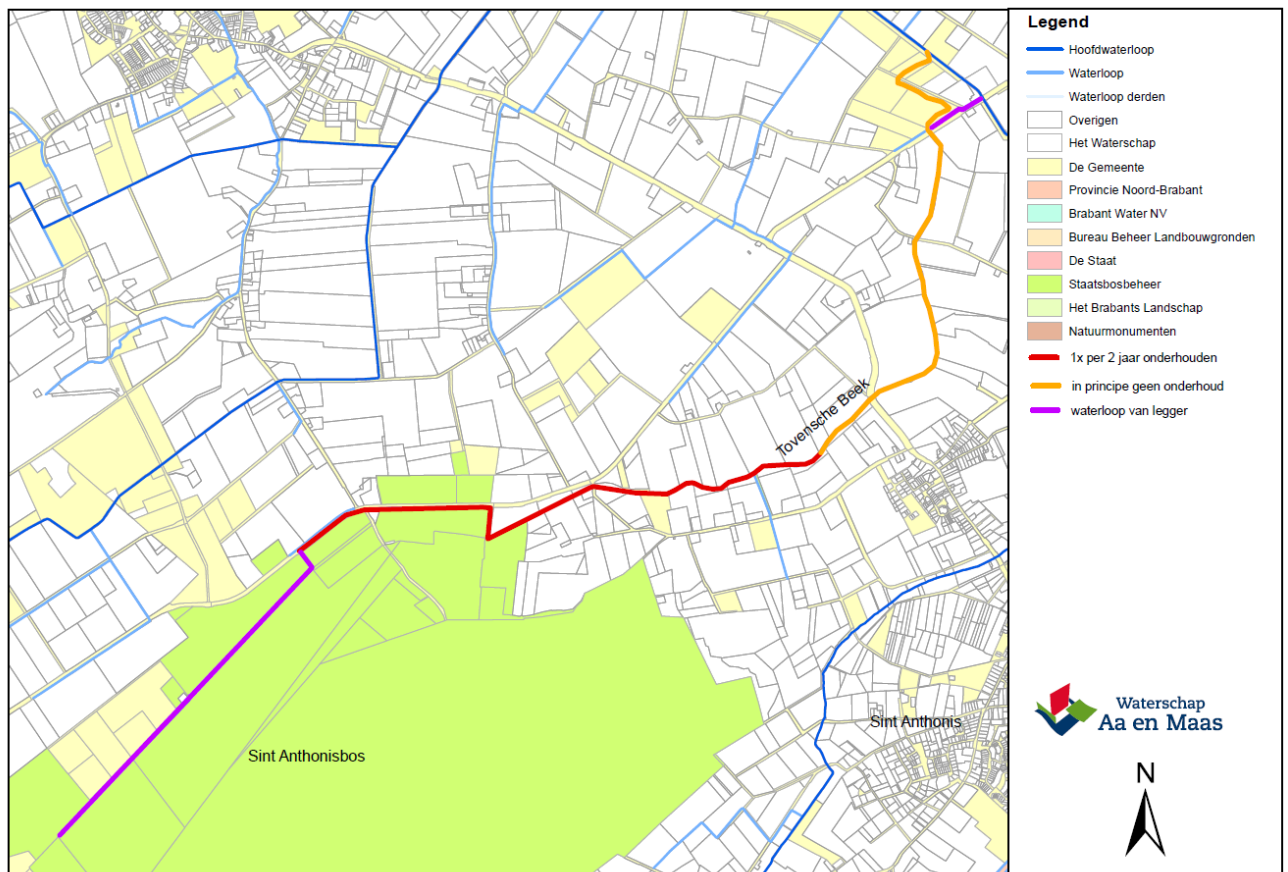 Legend
Hoofdwaterloop
Waterloop
Waterloop derden
Overigen
Het Waterschap
De Gemeente
Provincie Noord-Brabant
Brabant Water NV
Bureau Beheer Landbouwgronden
De Staat
Staatsbosbeheer
Het Brabants Landschap
Natuurmonumenten
1x per 2 jaar onderhouden
in principe geen onderhoud
waterloop van legger
Tovensche Beek
Sint Anthonis
Sint Anthonisbos
Waterschap
Aa en Maas
N